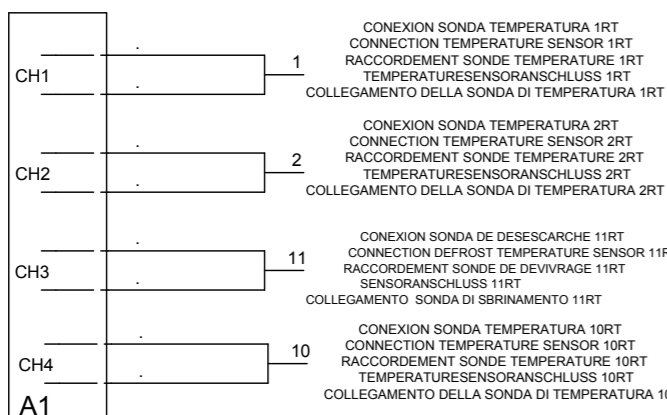 CH1
1
CONEXION SONDA TEMPERATURA 1RT
CONNECTION TEMPERATURE SENSOR 1RT
RACCORDEMENT SONDE TEMPERATURE 1RT
TEMPERATURESENSORANSCHLUSS 1RT
COLLEGAMENTO DELLA SONDA DI TEMPERATURA 1RT
CH2
2
CONEXION SONDA TEMPERATURA 2RT
CONNECTION TEMPERATURE SENSOR 2RT
RACCORDEMENT SONDE TEMPERATURE 2RT
TEMPERATURESENSORANSCHLUSS 2RT
COLLEGAMENTO DELLA SONDA DI TEMPERATURA 2RT
CH3
11
CONEXION SONDA DE DESESCARCHE 11RT
CONNECTION DEFROST TEMPERATURE SENSOR 11R
RACCORDEMENT SONDE DE DEVIVRAGE 11RT
SENSORANSCHLUSS 11RT
COLLEGAMENTO SONDA DI SBRINAMENTO 11RT
CH4
10
CONEXION SONDA TEMPERATURA 10RT
CONNECTION TEMPERATURE SENSOR 10RT
RACCORDEMENT SONDE TEMPERATURE 10RT
TEMPERATURESENSORANSCHLUSS 10RT
COLLEGAMENTO DELLA SONDA DI TEMPERATURA
A1